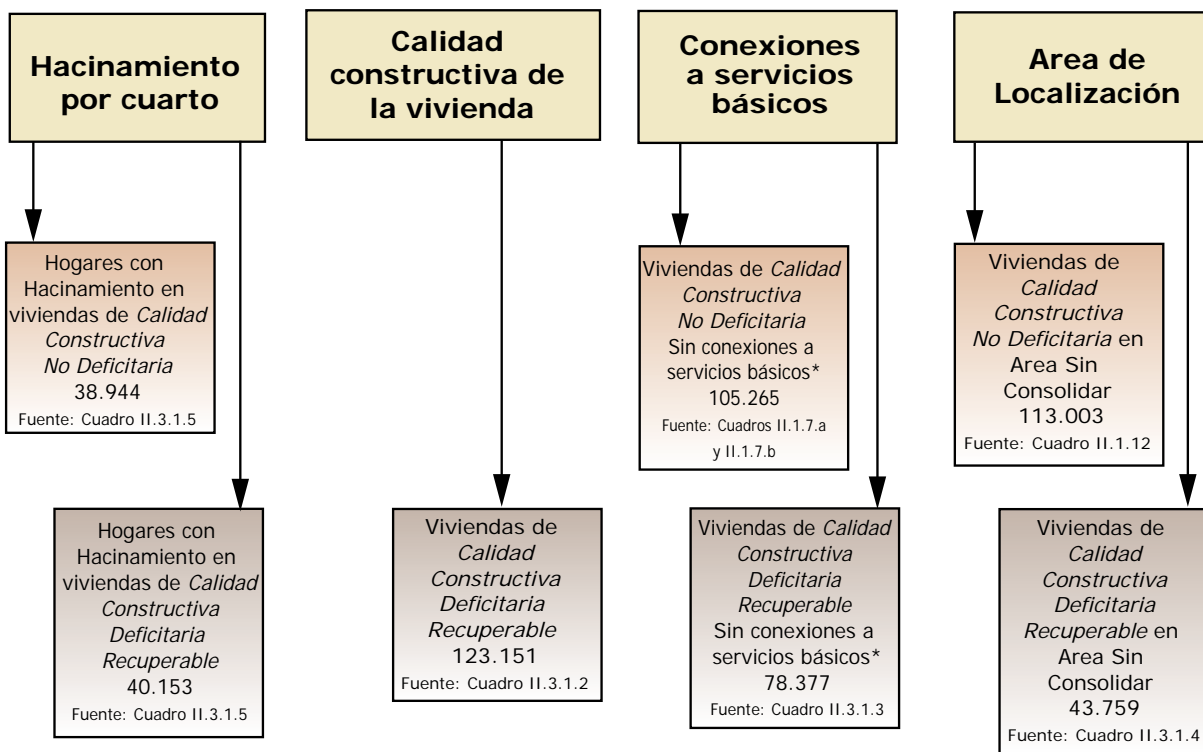 Hacinamiento
por cuarto
Calidad
constructiva de
la vivienda
Conexiones
a servicios
básicos
Area de
Localización
Hogares con
Hacinamiento en
viviendas de Calidad
Constructiva
No Deficitaria
38.944
Fuente: Cuadro II.3.1.5
Viviendas de Calidad
Constructiva
No Deficitaria
Sin conexiones a
servicios básicos*
105.265
Fuente: Cuadros II.1.7.a
y II.1.7.b
Viviendas de
Calidad
Constructiva
No Deficitaria en
Area Sin
Consolidar
113.003
Fuente: Cuadro II.1.12
Hogares con
Hacinamiento en
viviendas de Calidad
Constructiva
Deficitaria
Recuperable
40.153
Fuente: Cuadro II.3.1.5
Viviendas de
Calidad
Constructiva
Deficitaria
Recuperable
123.151
Fuente: Cuadro II.3.1.2
Viviendas de Calidad
Constructiva
Deficitaria
Recuperable
Sin conexiones a
servicios básicos*
78.377
Fuente: Cuadro II.3.1.3
Viviendas de
Calidad
Constructiva
Deficitaria
Recuperable en
Area Sin
Consolidar
43.759
Fuente: Cuadro II.3.1.4